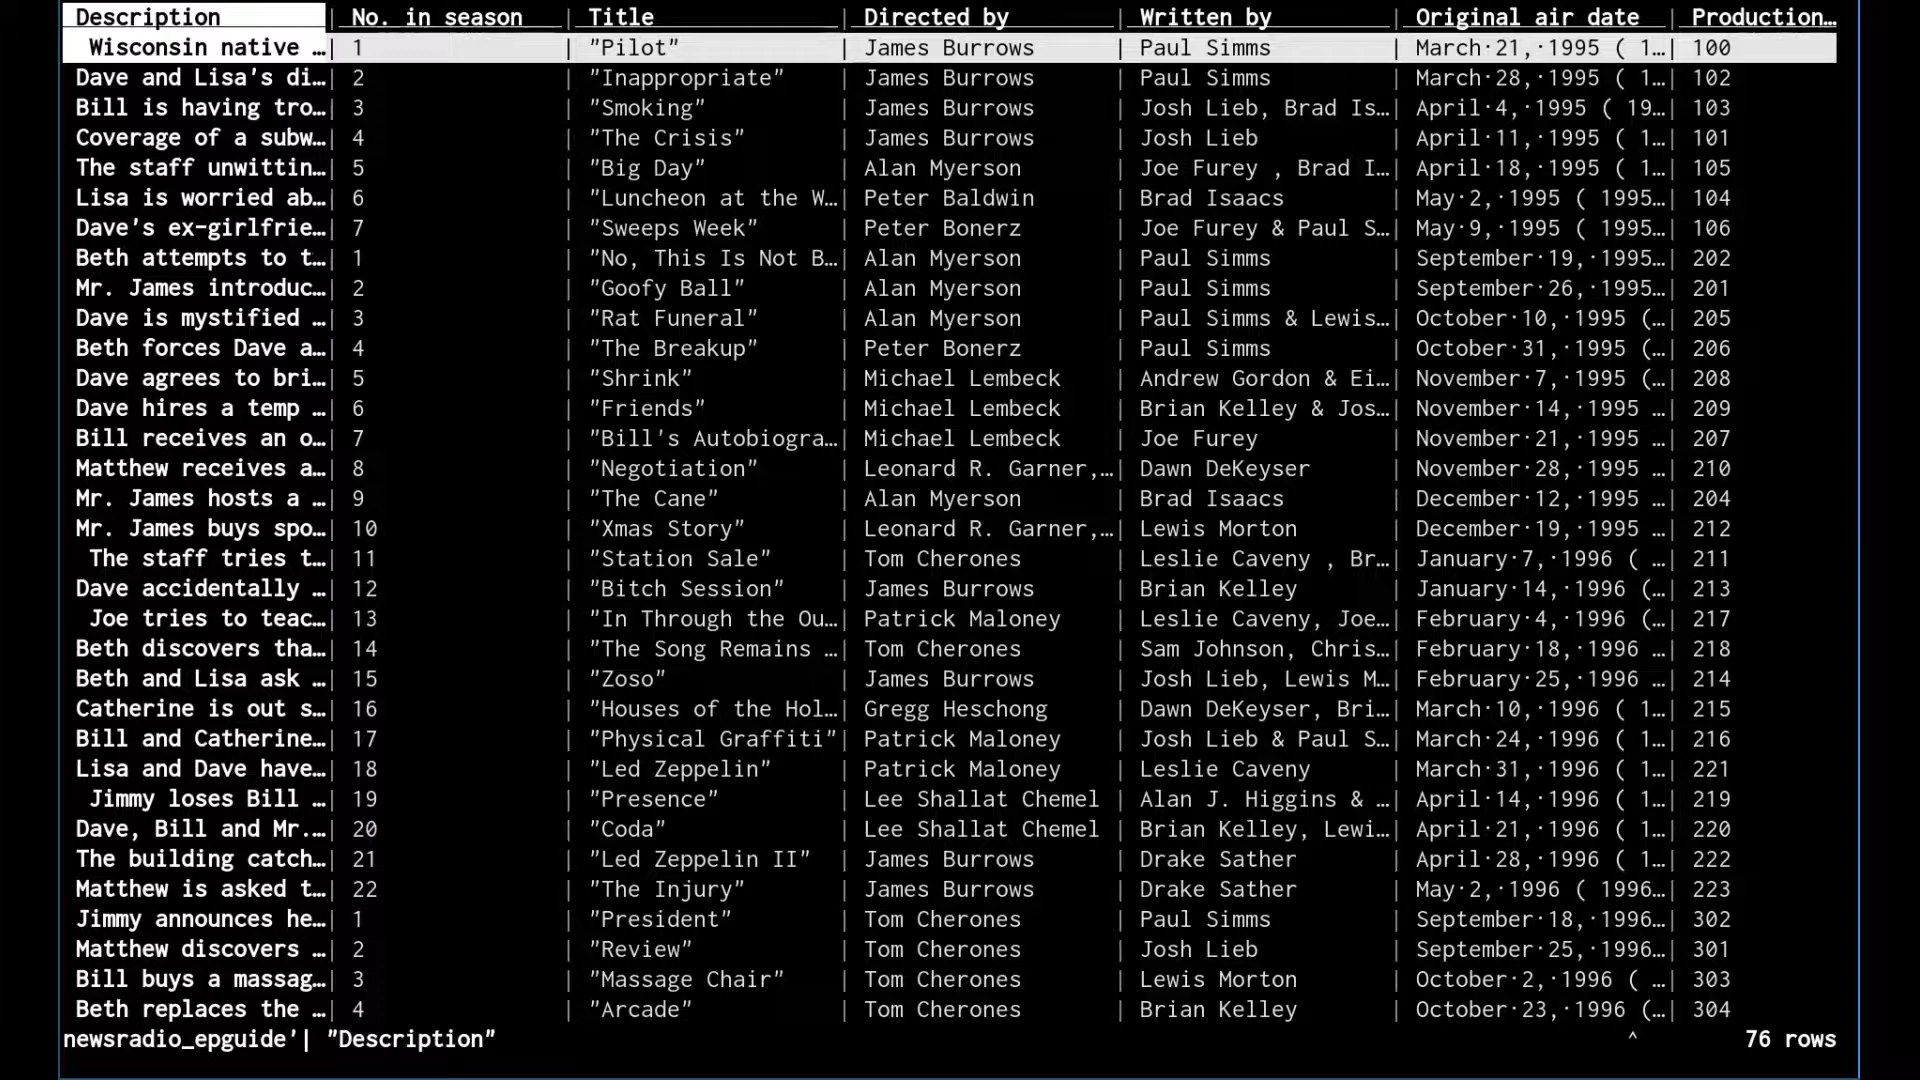 Description | No. in season | Title | Directed by | Written by | Original air date | Production…
Wisconsin native …| 1 | "Pilot" | James Burrows | Paul Simms | March·21,·1995 ( 1…| 100
Dave and Lisa's di…| 2 | "Inappropriate" | James Burrows | Paul Simms | March·28,·1995 ( 1…| 102
Bill is having tro…| 3 | "Smoking" | James Burrows | Josh Lieb, Brad Is…| April·4,·1995 ( 19…| 103
Coverage of a subw…| 4 | "The Crisis" | James Burrows | Josh Lieb | April·11,·1995 ( 1…| 101
The staff unwittin…| 5 | "Big Day" | Alan Myerson | Joe Furey , Brad I…| April·18,·1995 ( 1…| 105
Lisa is worried ab…| 6 | "Luncheon at the W…| Peter Baldwin | Brad Isaacs | May·2,·1995 ( 1995…| 104
Dave's ex-girlfrie…| 7 | "Sweeps Week" | Peter Bonerz | Joe Furey & Paul S…| May·9,·1995 ( 1995…| 106
Beth attempts to t…| 1 | "No, This Is Not B…| Alan Myerson | Paul Simms | September·19,·1995…| 202
Mr. James introduc…| 2 | "Goofy Ball" | Alan Myerson | Paul Simms | September·26,·1995…| 201
Dave is mystified …| 3 | "Rat Funeral" | Alan Myerson | Paul Simms & Lewis…| October·10,·1995 (…| 205
Beth forces Dave a…| 4 | "The Breakup" | Peter Bonerz | Paul Simms | October·31,·1995 (…| 206
Dave agrees to bri…| 5 | "Shrink" | Michael Lembeck | Andrew Gordon & Ei…| November·7,·1995 (…| 208
Dave hires a temp …| 6 | "Friends" | Michael Lembeck | Brian Kelley & Jos…| November·14,·1995 …| 209
Bill receives an o…| 7 | "Bill's Autobiogra…| Michael Lembeck | Joe Furey | November·21,·1995 …| 207
Matthew receives a…| 8 | "Negotiation" | Leonard R. Garner,…| Dawn DeKeyser | November·28,·1995 …| 210
Mr. James hosts a …| 9 | "The Cane" | Alan Myerson | Brad Isaacs | December·12,·1995 …| 204
Mr. James buys spo…| 10 | "Xmas Story" | Leonard R. Garner,…| Lewis Morton | December·19,·1995 …| 212
The staff tries t…| 11 | "Station Sale" | Tom Cherones | Leslie Caveny , Br…| January·7,·1996 ( …| 211
Dave accidentally …| 12 | "Bitch Session" | James Burrows | Brian Kelley | January·14,·1996 (…| 213
Joe tries to teac…| 13 | "In Through the Ou…| Patrick Maloney | Leslie Caveny, Joe…| February·4,·1996 (…| 217
Beth discovers tha…| 14 | "The Song Remains …| Tom Cherones | Sam Johnson, Chris…| February·18,·1996 …| 218
Beth and Lisa ask …| 15 | "Zoso" | James Burrows | Josh Lieb, Lewis M…| February·25,·1996 …| 214
Catherine is out s…| 16 | "Houses of the Hol…| Gregg Heschong | Dawn DeKeyser, Bri…| March·10,·1996 ( 1…| 215
Bill and Catherine…| 17 | "Physical Graffiti"| Patrick Maloney | Josh Lieb & Paul S…| March·24,·1996 ( 1…| 216
Lisa and Dave have…| 18 | "Led Zeppelin" | Patrick Maloney | Leslie Caveny | March·31,·1996 ( 1…| 221
Jimmy loses Bill …| 19 | "Presence" | Lee Shallat Chemel | Alan J. Higgins & …| April·14,·1996 ( 1…| 219
Dave, Bill and Mr.…| 20 | "Coda" | Lee Shallat Chemel | Brian Kelley, Lewi…| April·21,·1996 ( 1…| 220
The building catch…| 21 | "Led Zeppelin II" | James Burrows | Drake Sather | April·28,·1996 ( 1…| 222
Matthew is asked t…| 22 | "The Injury" | James Burrows | Drake Sather | May·2,·1996 ( 1996…| 223
Jimmy announces he…| 1 | "President" | Tom Cherones | Paul Simms | September·18,·1996…| 302
Matthew discovers …| 2 | "Review" | Tom Cherones | Josh Lieb | September·25,·1996…| 301
Bill buys a massag…| 3 | "Massage Chair" | Tom Cherones | Lewis Morton | October·2,·1996 ( …| 303
Beth replaces the …| 4 | "Arcade" | Tom Cherones | Brian Kelley | October·23,·1996 (…| 304
newsradio_epguide'| "Description" ^ 76 rows